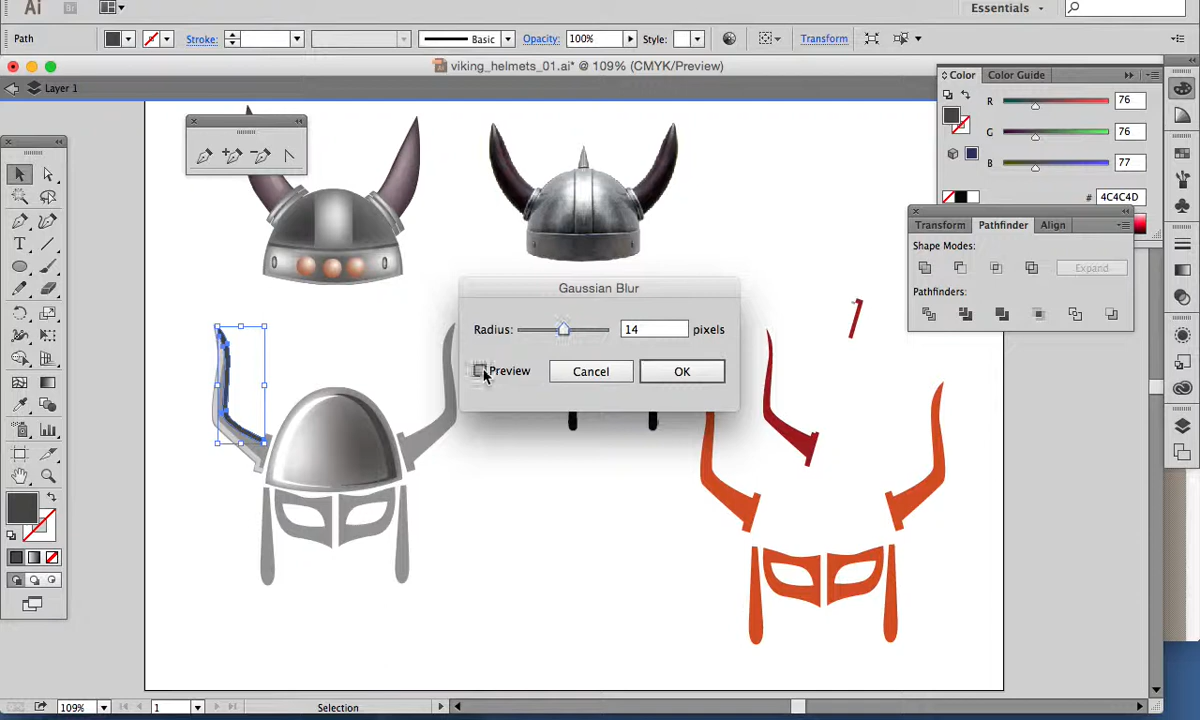 Ai Br Essentials
Path Stroke: Basic Opacity: 100% Style: Transform
viking_helmets_01.ai* @ 109% (CMYK/Preview)
Layer 1
Color Color Guide
R 76
G 76
B 77
# 4C4C4D
Transform Pathfinder Align
Shape Modes:
Expand
Pathfinders:
Gaussian Blur
Radius: 14 pixels
Preview Cancel OK
T
109% 1 Selection